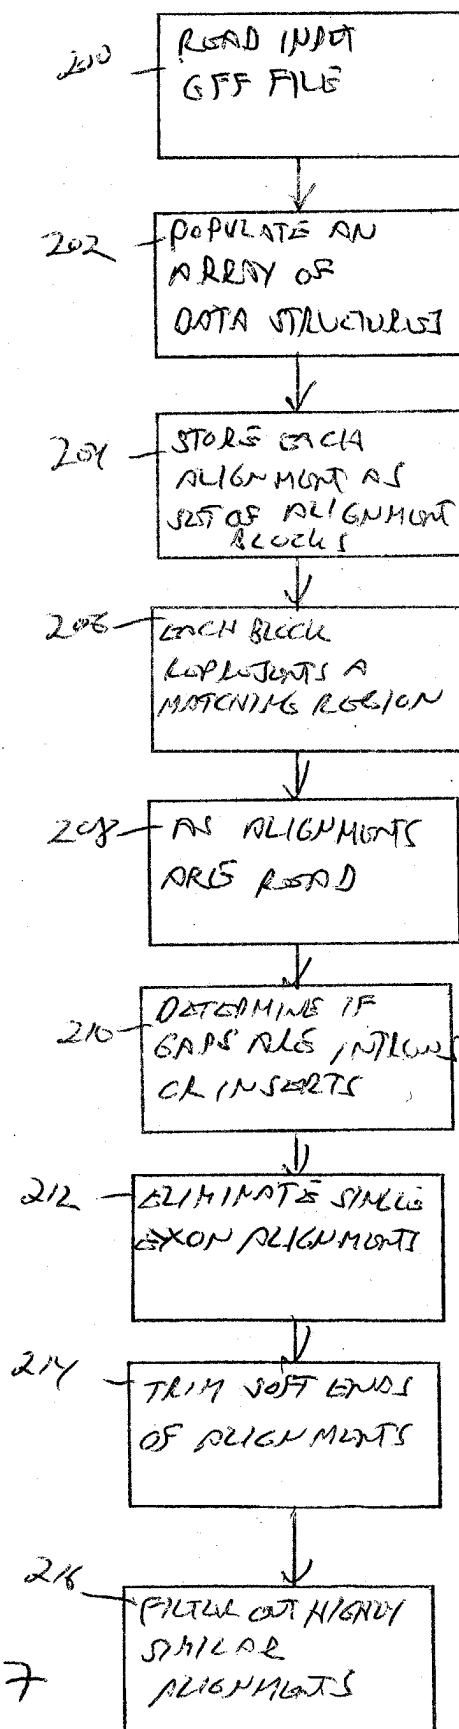 200
READ INPUT
GFF FILE
202
POPULATE AN
ARRAY OF
DATA STRUCTURES
204
STORE EACH
ALIGNMENT AS
SET OF ALIGNMENT
BLOCKS
206
EACH BLOCK
REPRESENTS A
MATCHING REGION
208
AS ALIGNMENTS
ARE READ
210
DETERMINE IF
GAPS ARE INTRONS
OR INSERTS
212
ELIMINATE SINGLE
EXON ALIGNMENTS
214
TRIM SOFT ENDS
OF ALIGNMENTS
216
FILTER OUT HIGHLY
SIMILAR
ALIGNMENTS
7